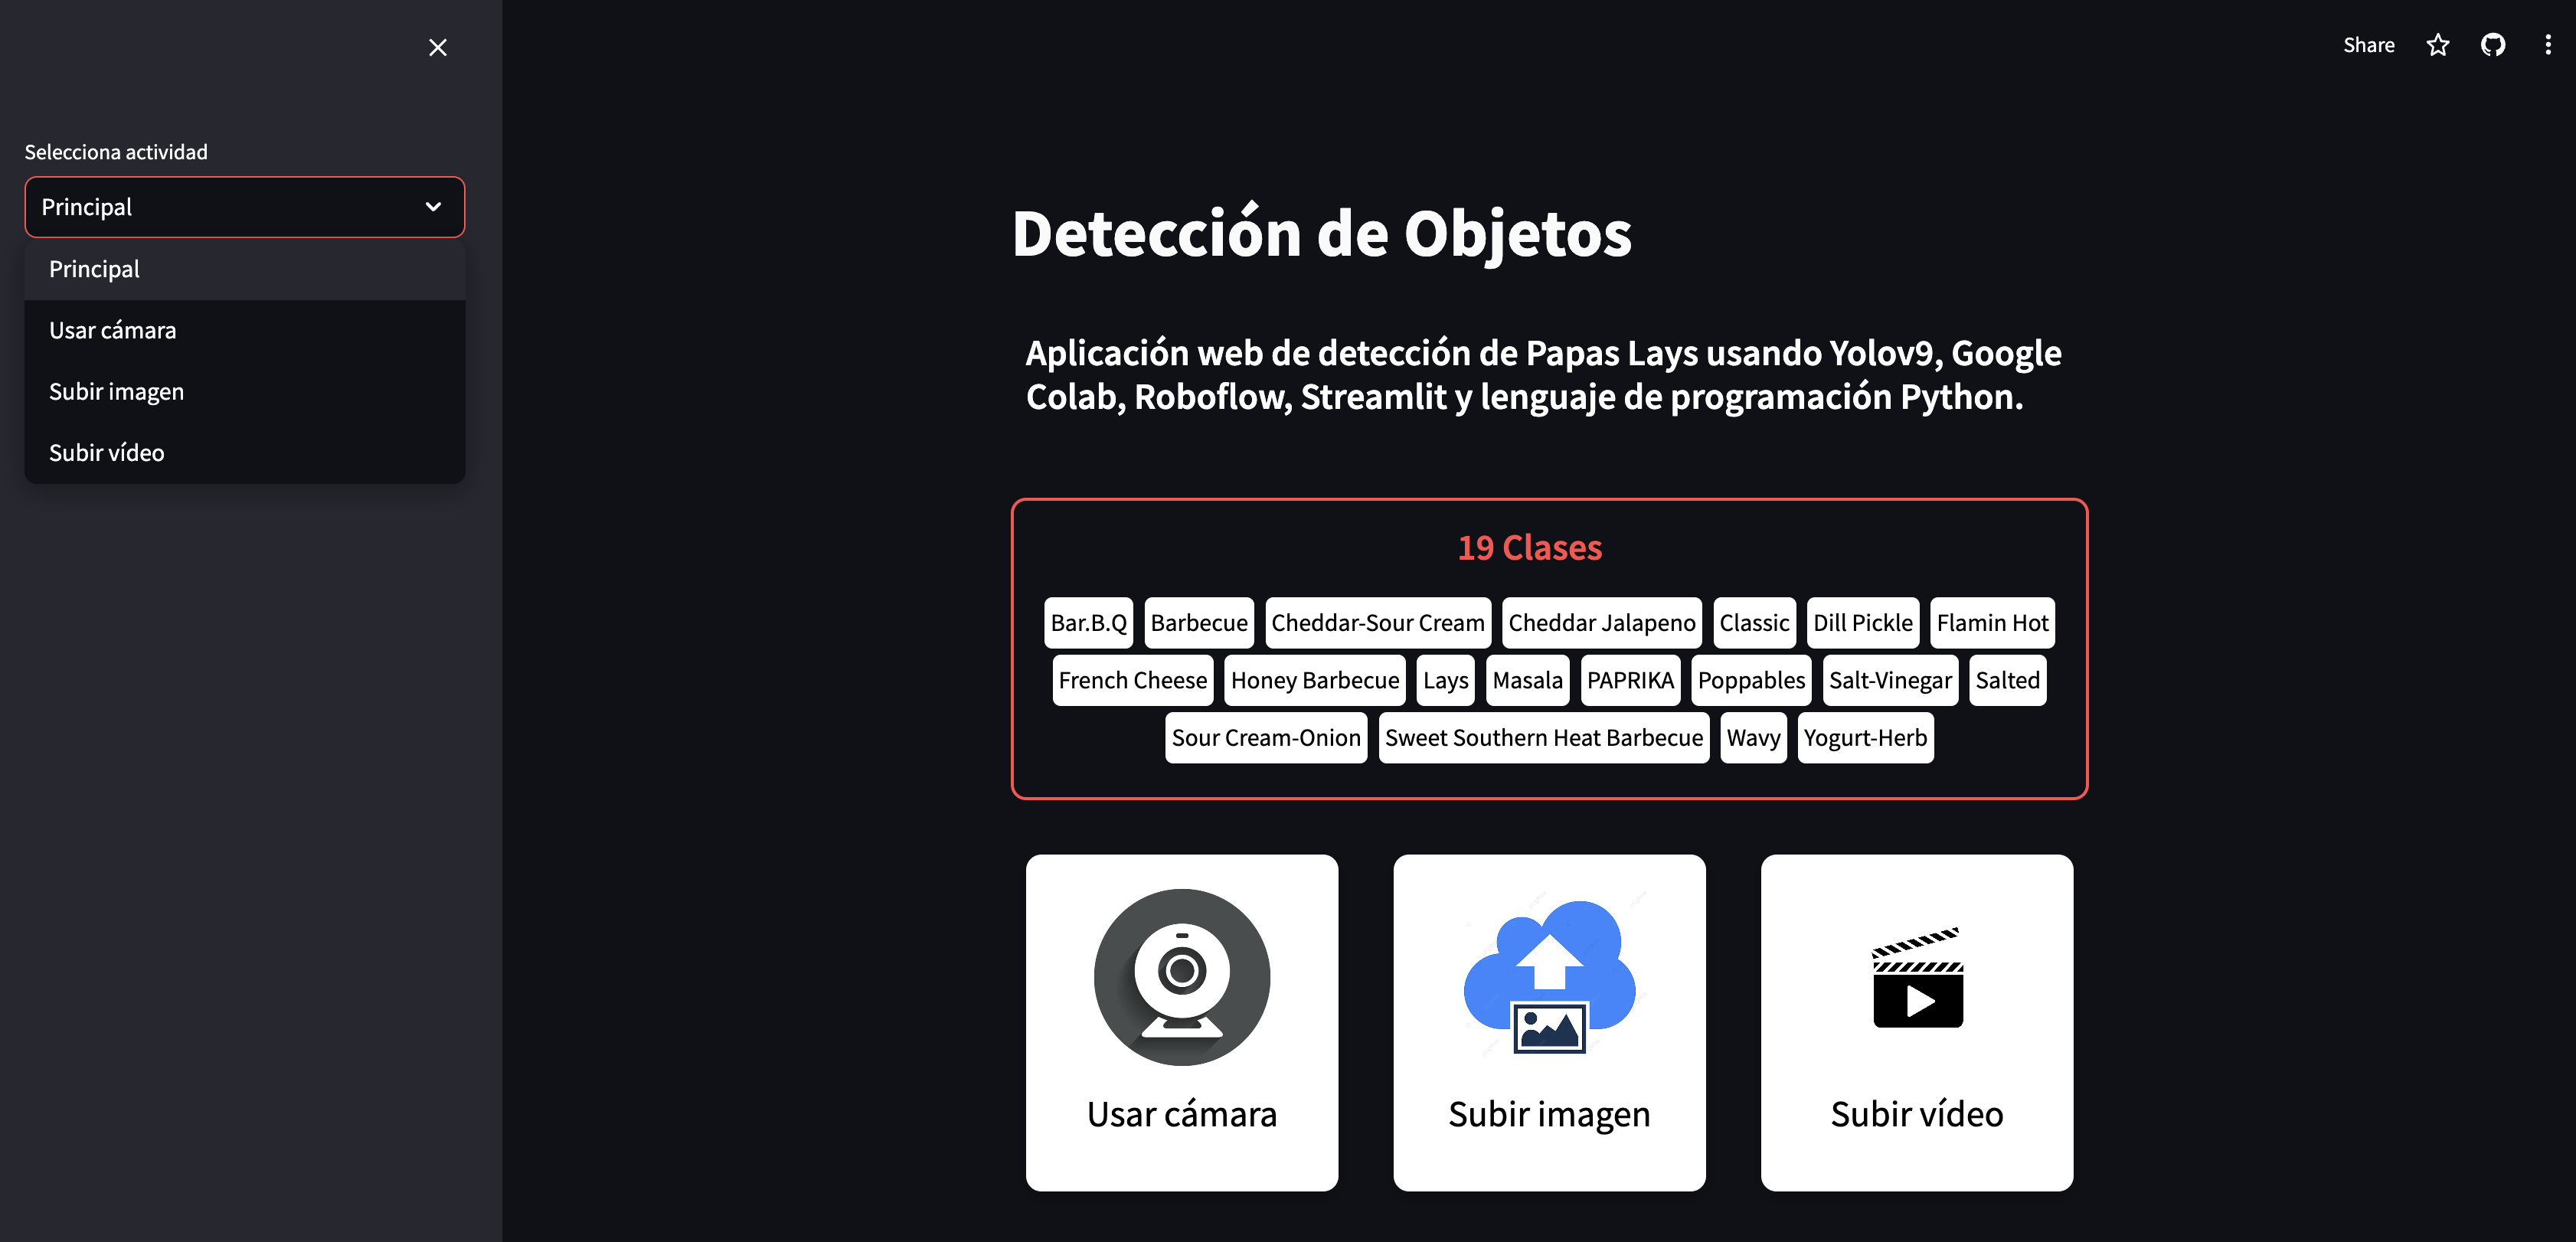 Share
Selecciona actividad
Principal
Principal
Usar cámara
Subir imagen
Subir vídeo
Detección de Objetos
Aplicación web de detección de Papas Lays usando Yolov9, Google
Colab, Roboflow, Streamlit y lenguaje de programación Python.
19 Clases
Bar.B.Q Barbecue Cheddar-Sour Cream Cheddar Jalapeno Classic Dill Pickle Flamin Hot
French Cheese Honey Barbecue Lays Masala PAPRIKA Poppables Salt-Vinegar Salted
Sour Cream-Onion Sweet Southern Heat Barbecue Wavy Yogurt-Herb
Usar cámara Subir imagen Subir vídeo